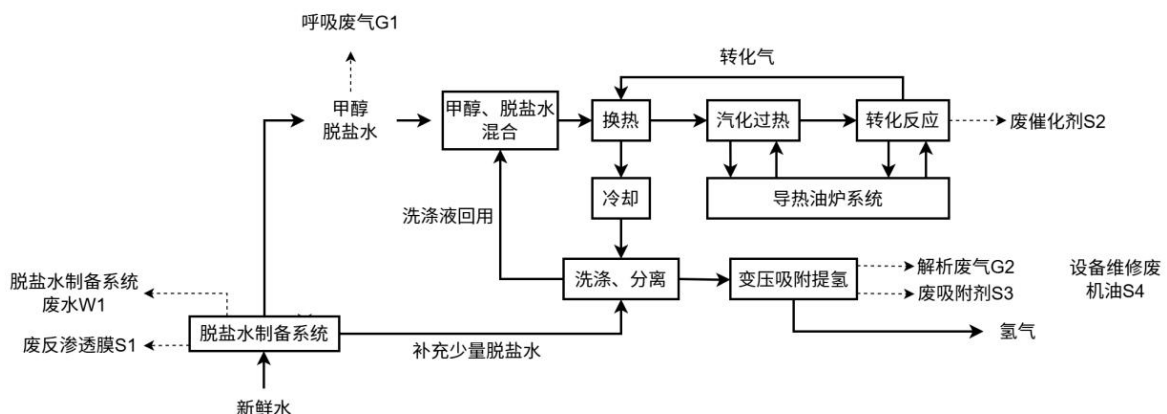 呼吸废气G1
转化气
甲醇
脱盐水
甲醇、脱盐水
混合
换热
汽化过热
转化反应
废催化剂S2
导热油炉系统
冷却
洗涤液回用
洗涤、分离
变压吸附提氢
解析废气G2
废吸附剂S3
设备维修废
机油S4
脱盐水制备系统
废水W1
废反渗透膜S1
脱盐水制备系统
补充少量脱盐水
氢气
新鲜水